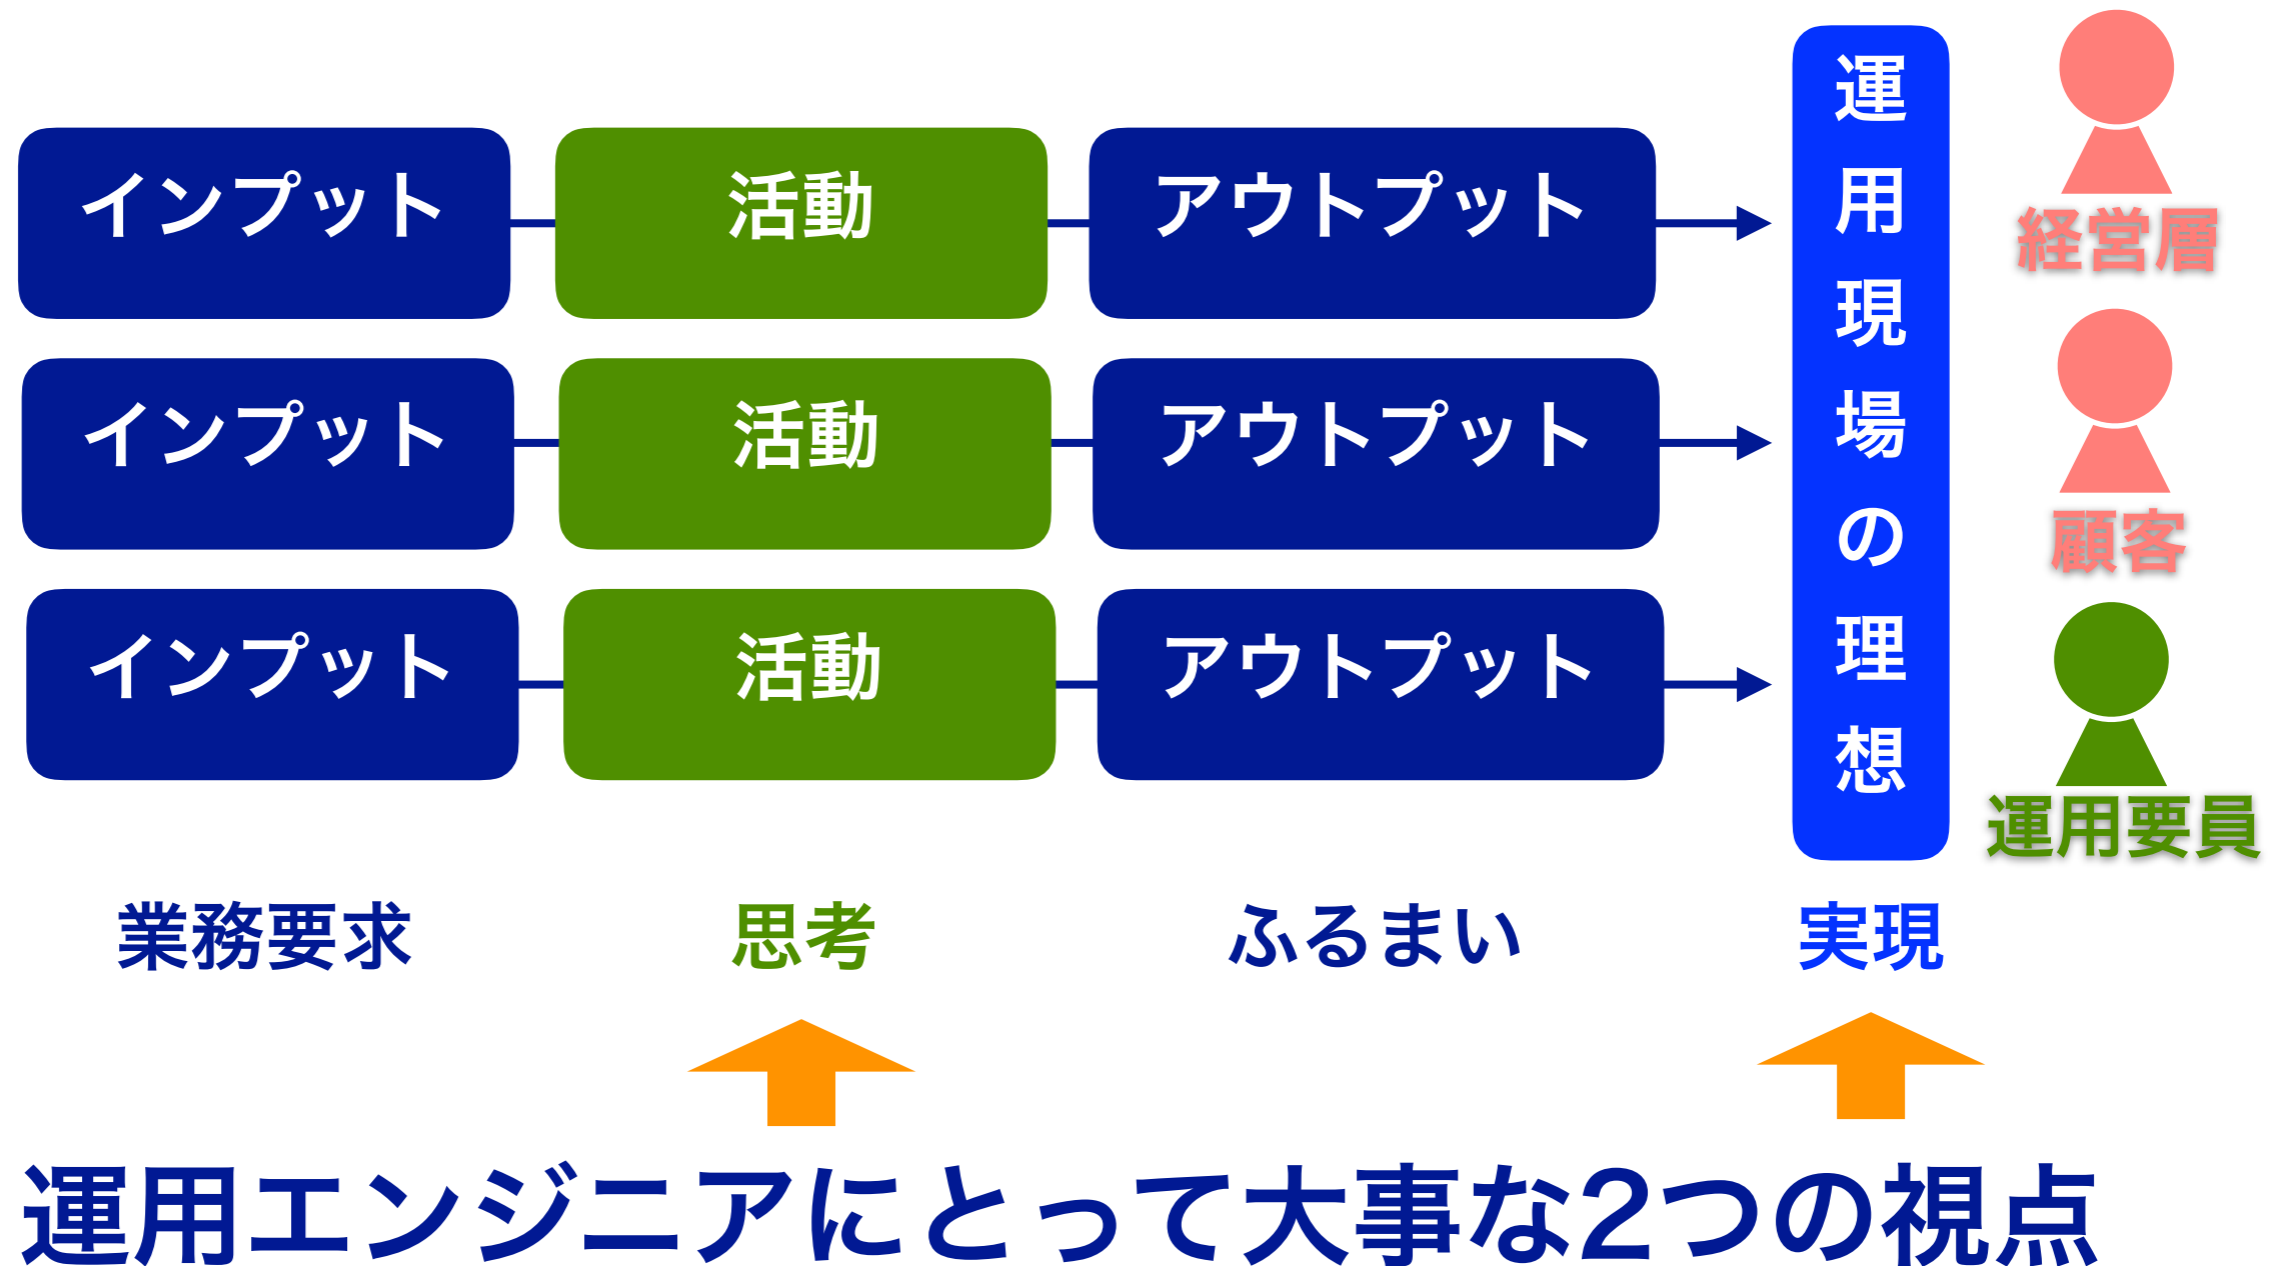 インプット
活動
アウトプット
インプット
活動
アウトプット
インプット
活動
アウトプット
運用現場の理想
経営層
顧客
運用要員
業務要求
思考
ふるまい
実現
運用エンジニアにとって大事な2つの視点